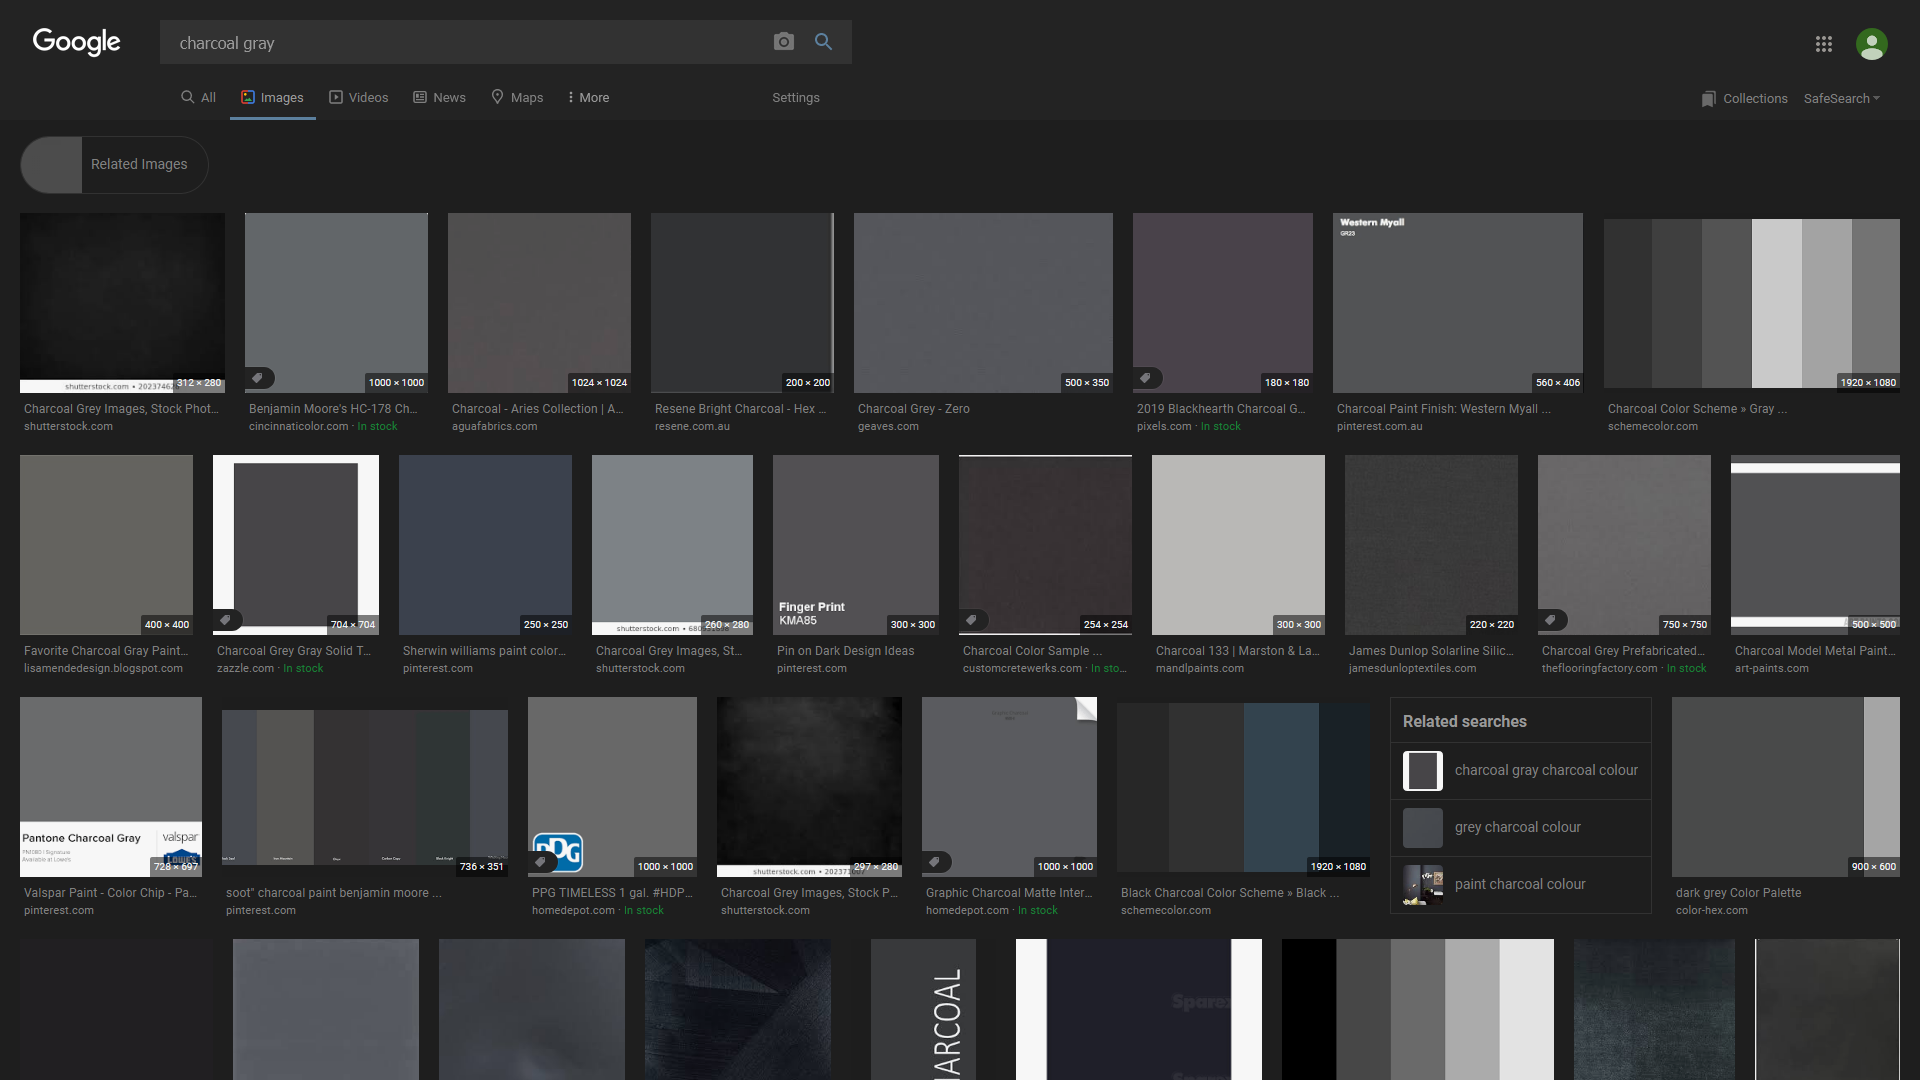 Google
charcoal gray
All
Images
Videos
News
Maps
More
Settings
Collections
SafeSearch
Related Images
shutterstock.com • 20237462
312 × 280
1000 × 1000
1024 × 1024
200 × 200
500 × 350
180 × 180
Western Myall
GR23
560 × 406
1920 × 1080
Charcoal Grey Images, Stock Phot...
shutterstock.com
Benjamin Moore's HC-178 Ch...
cincinnaticolor.com · In stock
Charcoal - Aries Collection | A...
aguafabrics.com
Resene Bright Charcoal - Hex ...
resene.com.au
Charcoal Grey - Zero
geaves.com
2019 Blackhearth Charcoal G...
pixels.com · In stock
Charcoal Paint Finish: Western Myall ...
pinterest.com.au
Charcoal Color Scheme » Gray ...
schemecolor.com
400 × 400
704 × 704
250 × 250
shutterstock.com •
260 × 280
Finger Print
KMA85
300 × 300
254 × 254
300 × 300
220 × 220
750 × 750
500 × 500
Favorite Charcoal Gray Paint...
lisamendedesign.blogspot.com
Charcoal Grey Gray Solid T...
zazzle.com · In stock
Sherwin williams paint color...
pinterest.com
Charcoal Grey Images, St...
shutterstock.com
Pin on Dark Design Ideas
pinterest.com
Charcoal Color Sample ...
customcretewerks.com · In sto...
Charcoal 133 | Marston & La...
mandlpaints.com
James Dunlop Solarline Silic...
jamesdunloptextiles.com
Charcoal Grey Prefabricated...
theflooringfactory.com · In stock
Charcoal Model Metal Paint...
art-paints.com
Pantone Charcoal Gray
valspar
Available at Lowe's
LOWE'S
728 × 697
736 × 351
PPG
1000 × 1000
shutterstock.com •
297 × 280
1000 × 1000
1920 × 1080
900 × 600
Valspar Paint - Color Chip - Pa...
pinterest.com
soot" charcoal paint benjamin moore ...
pinterest.com
PPG TIMELESS 1 gal. #HDP...
homedepot.com · In stock
Charcoal Grey Images, Stock P...
shutterstock.com
Graphic Charcoal Matte Inter...
homedepot.com · In stock
Black Charcoal Color Scheme » Black ...
schemecolor.com
Related searches
charcoal gray charcoal colour
grey charcoal colour
paint charcoal colour
dark grey Color Palette
color-hex.com
HARCOAL
Sparex